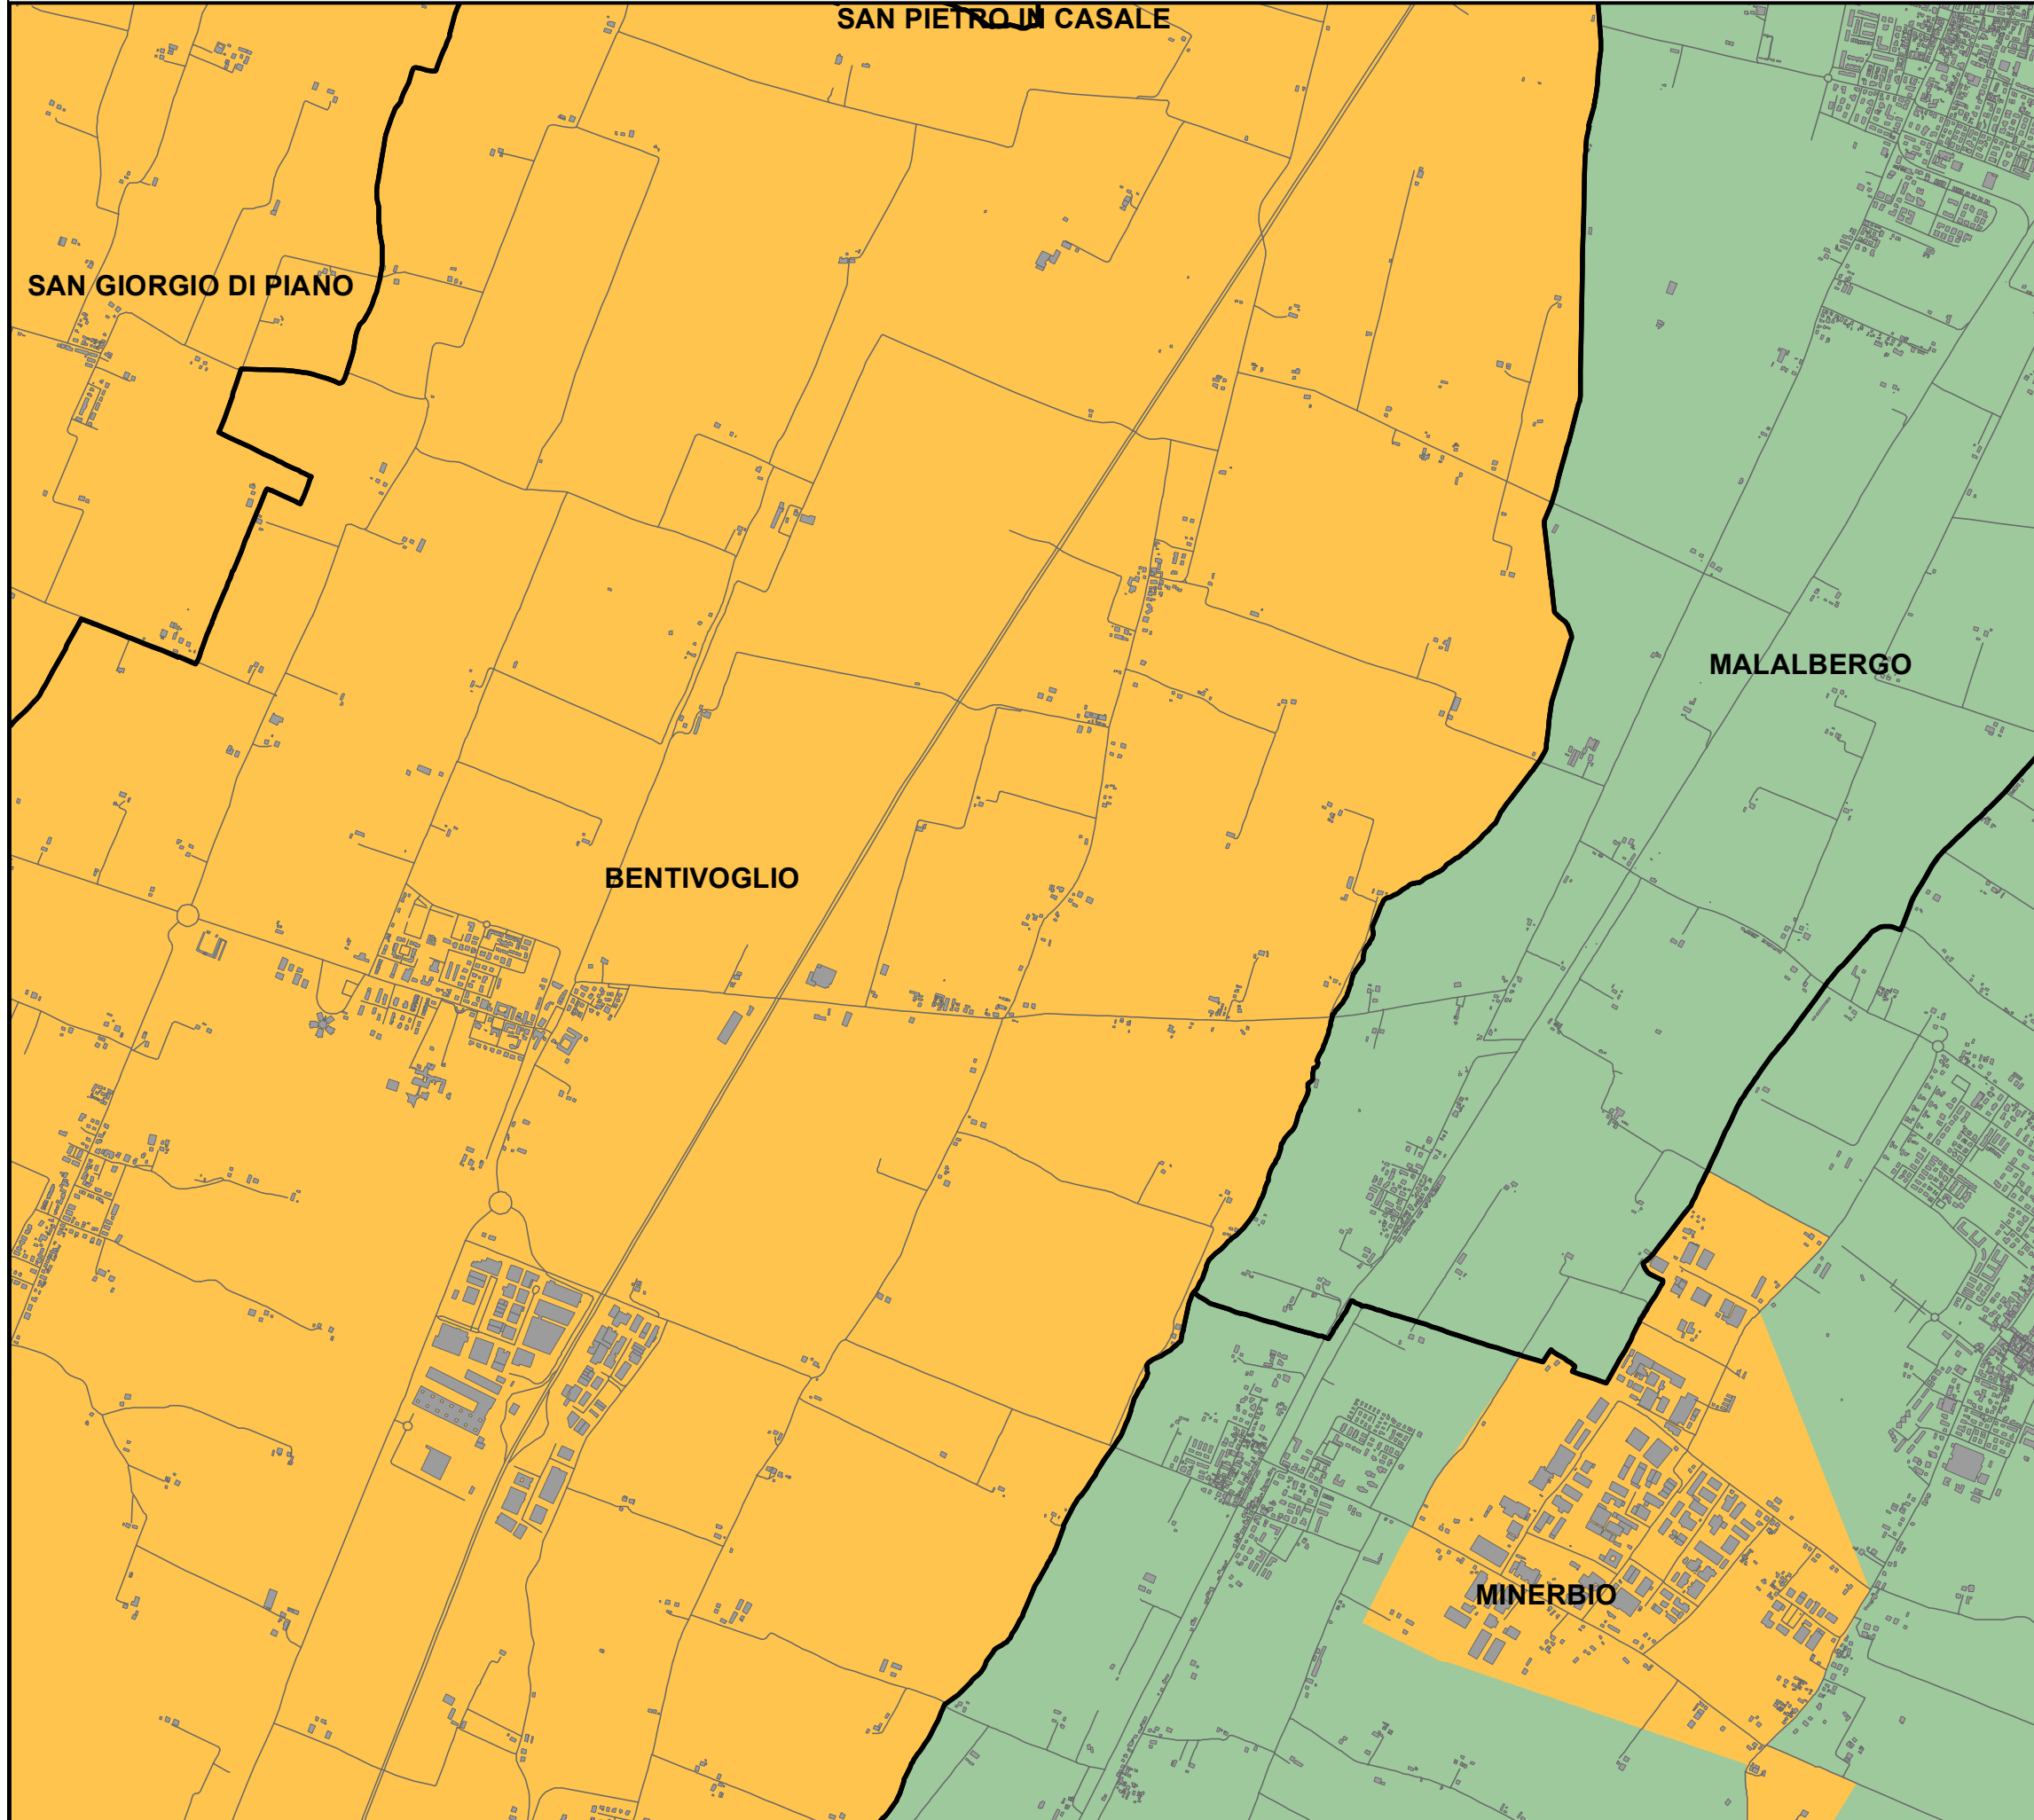 SAN PIETRO IN CASALE
SAN GIORGIO DI PIANO
MALALBERGO
BENTIVOGLIO
MINERBIO